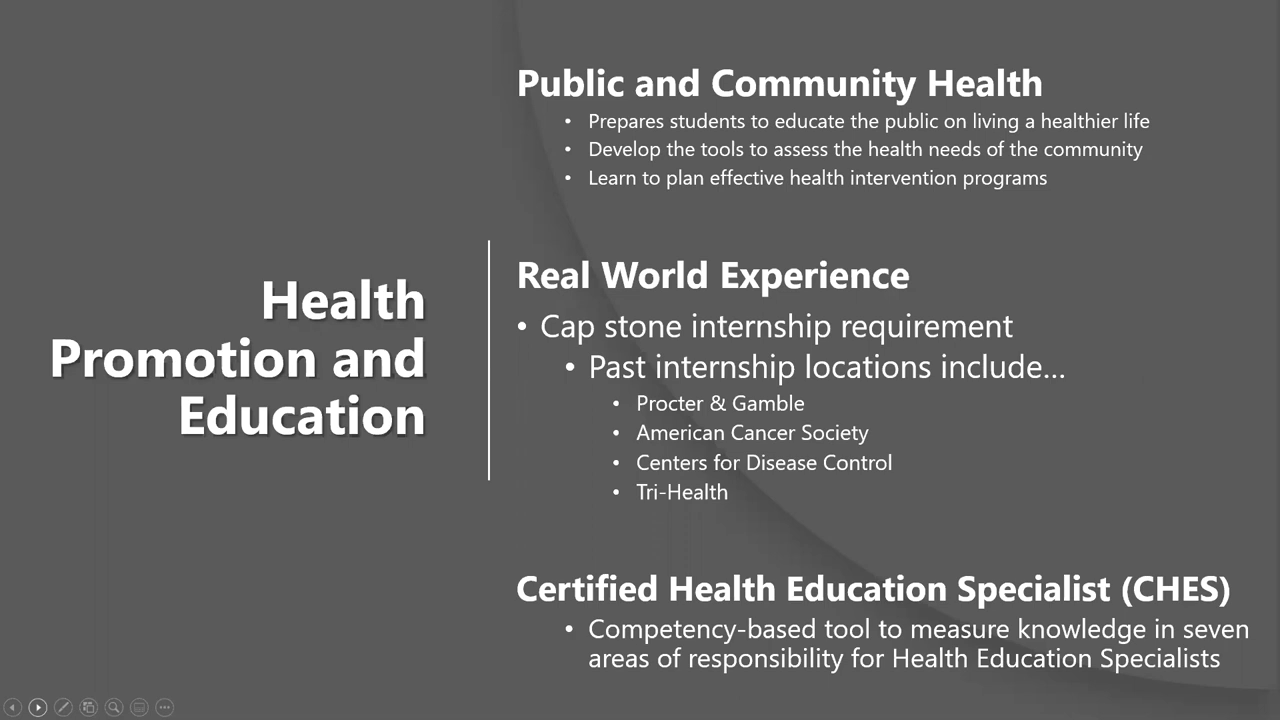 Health
Promotion and
Education
Public and Community Health
• Prepares students to educate the public on living a healthier life
• Develop the tools to assess the health needs of the community
• Learn to plan effective health intervention programs
Real World Experience
• Cap stone internship requirement
• Past internship locations include...
• Procter & Gamble
• American Cancer Society
• Centers for Disease Control
• Tri-Health
Certified Health Education Specialist (CHES)
• Competency-based tool to measure knowledge in seven
areas of responsibility for Health Education Specialists